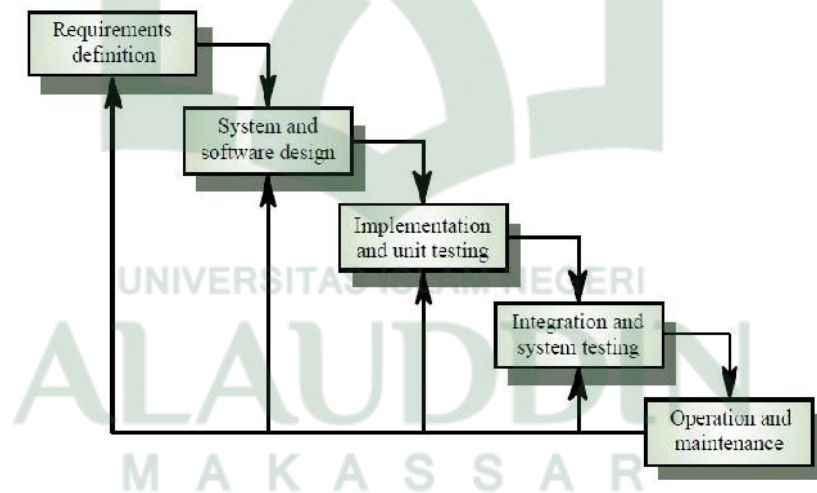 Requirements
definition
System and
software design
Implementation
and unit testing
UNIVERSITAS ISLAM NEGERI
Integration and
system testing
ALAUDDIN
Operation and
maintenance
MAKASSAR